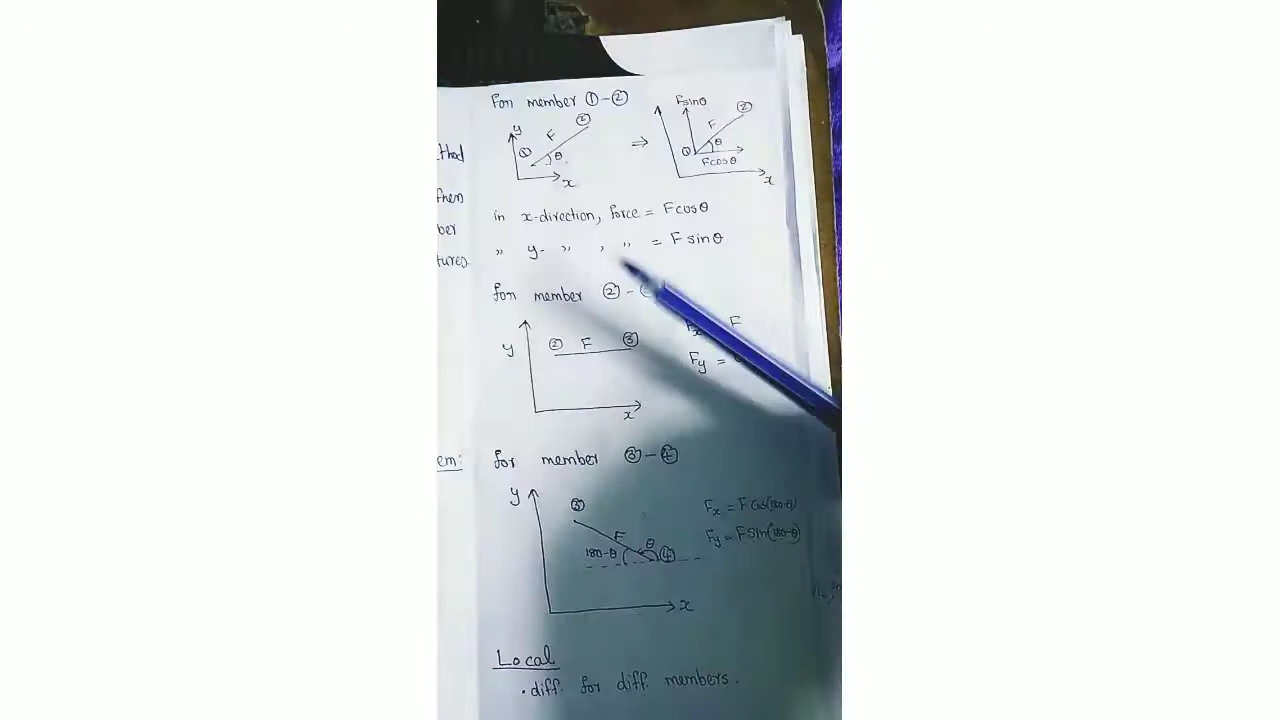 For member ①-②
y F ② ① θ x
⇒
Fsinθ ② F θ ① Fcosθ x
in x-direction, force = Fcosθ
〃 y- 〃 , 〃 = F sinθ
for member ②-
y ② F ③ x
F
Fy =
for member ③-④
y ③ F θ 180-θ ④ x
Fx = F cos(180-θ)
Fy = F sin(180-θ)
Local
• diff. for diff. members.
thod
ber
tures.
em: